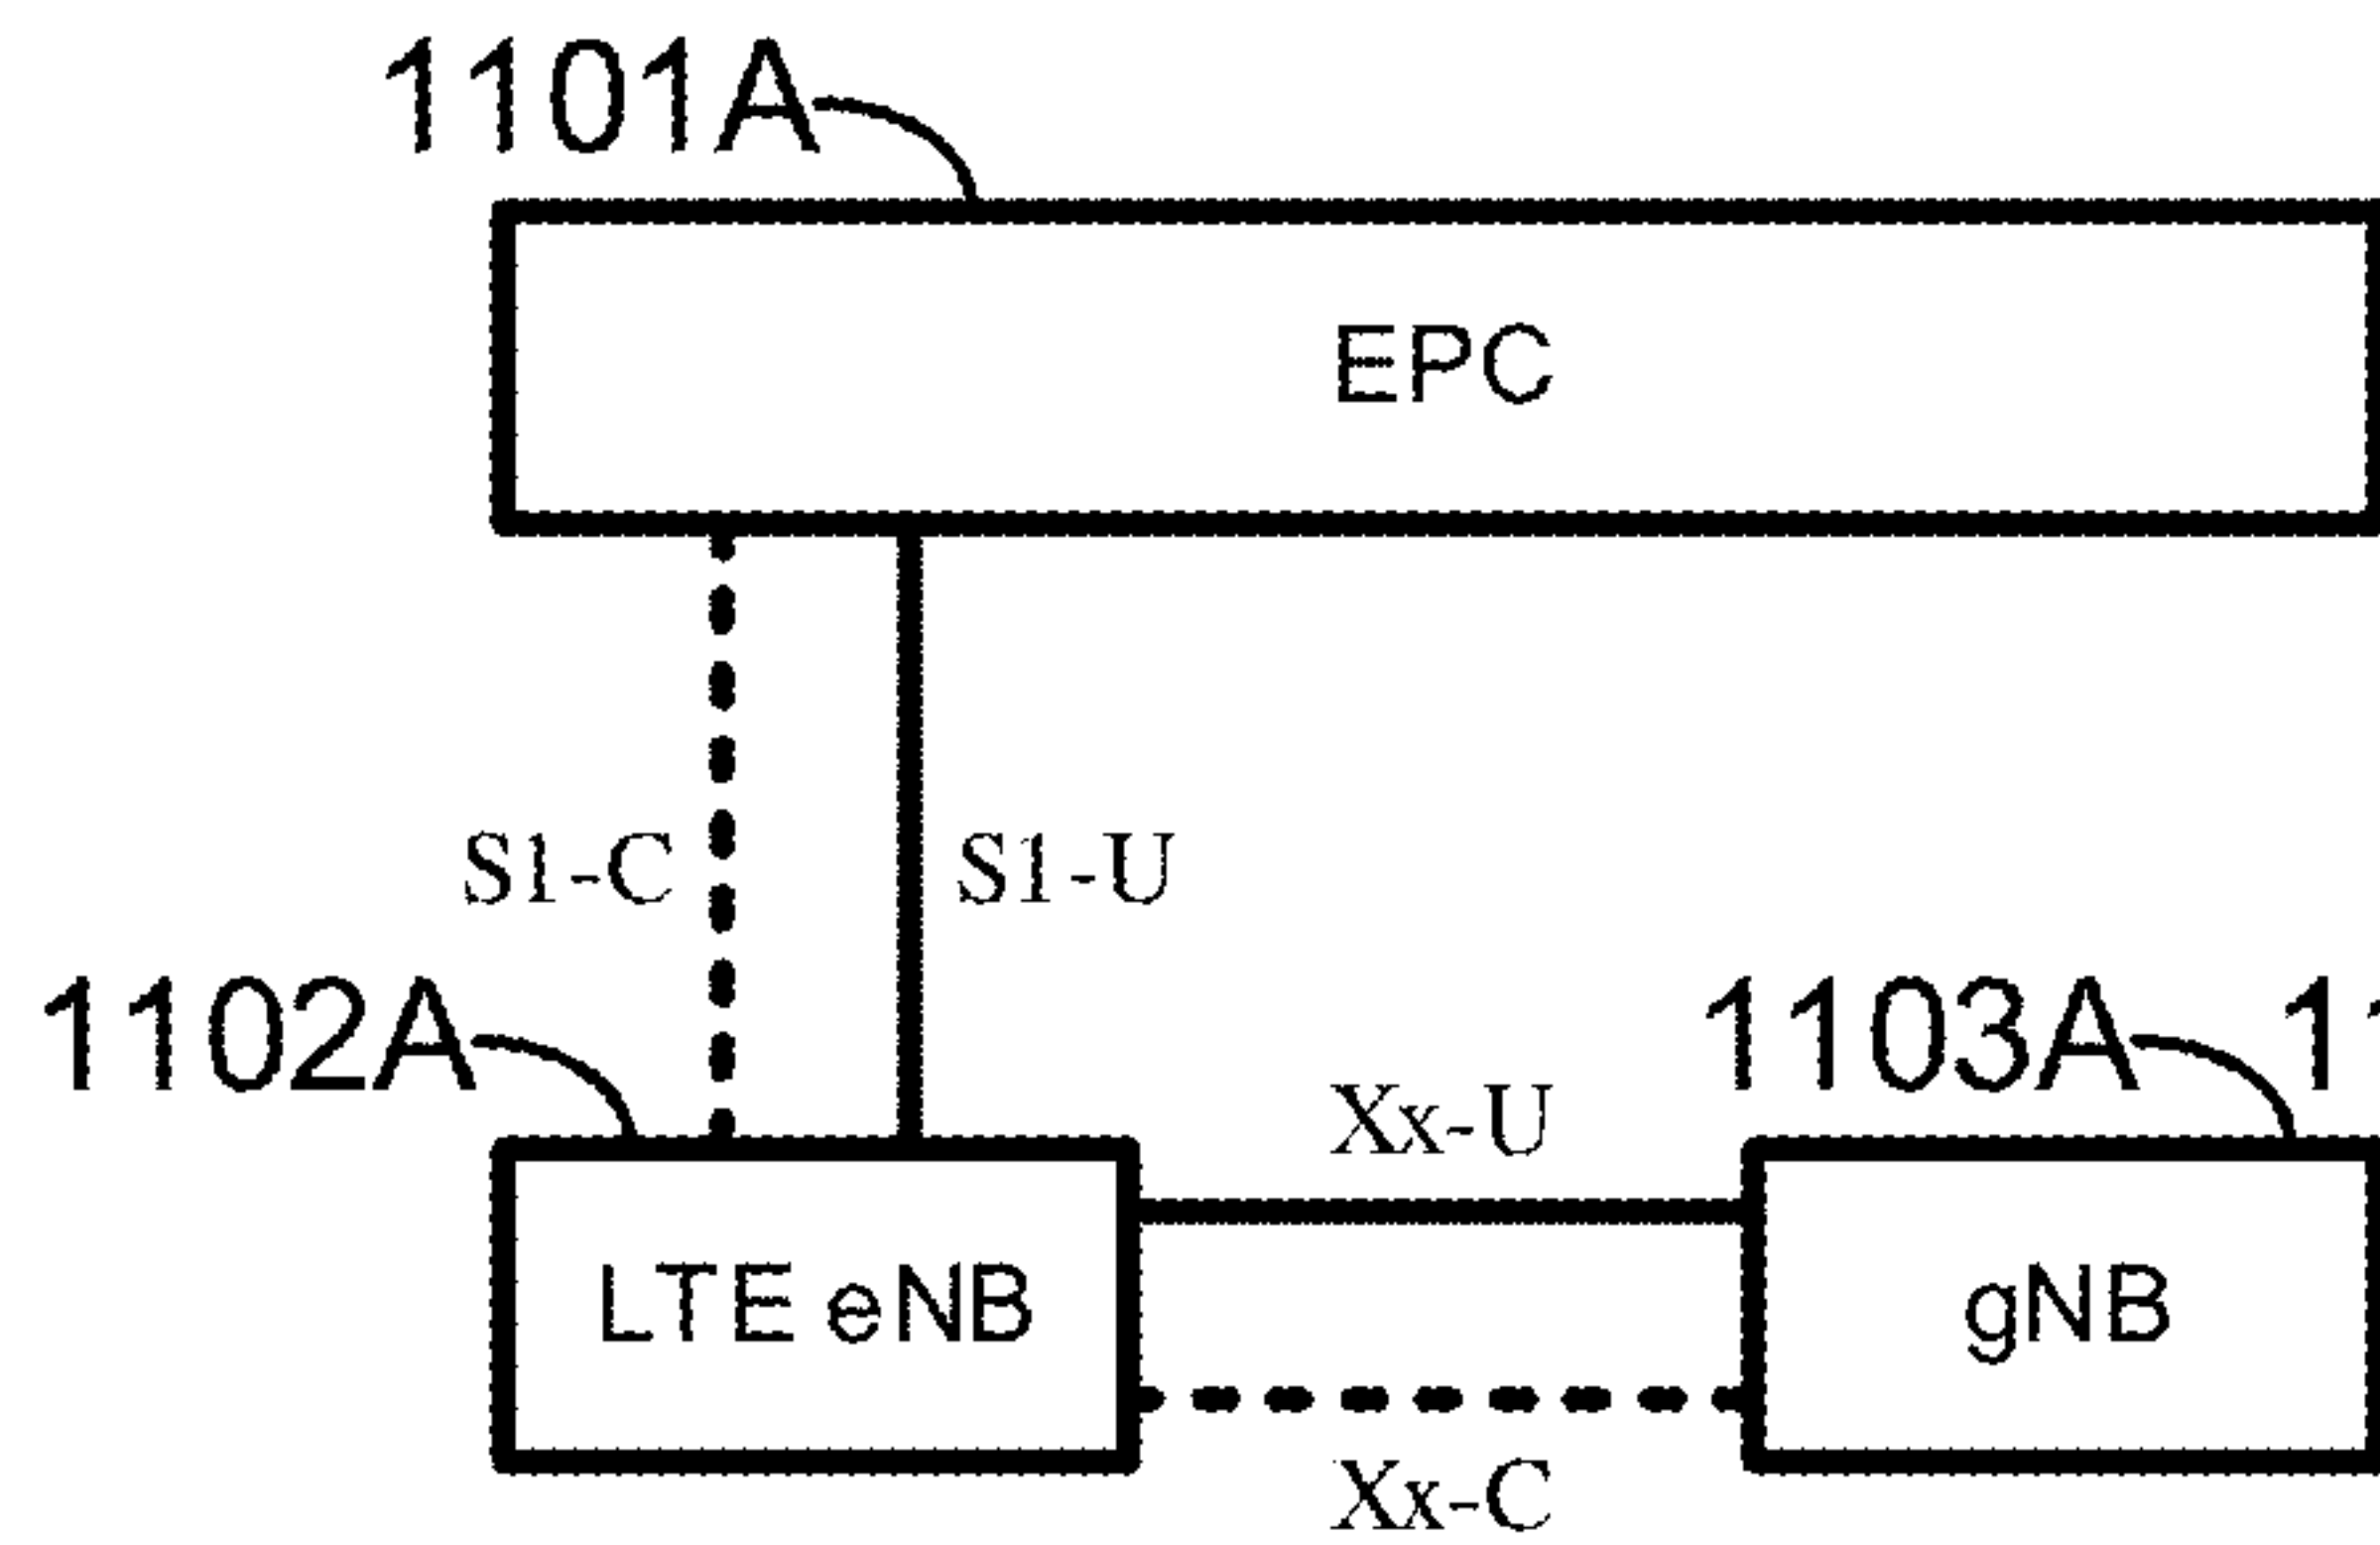 1101A
EPC
S1-C
S1-U
1102A
1103A
Xx-U
LTE eNB
gNB
Xx-C